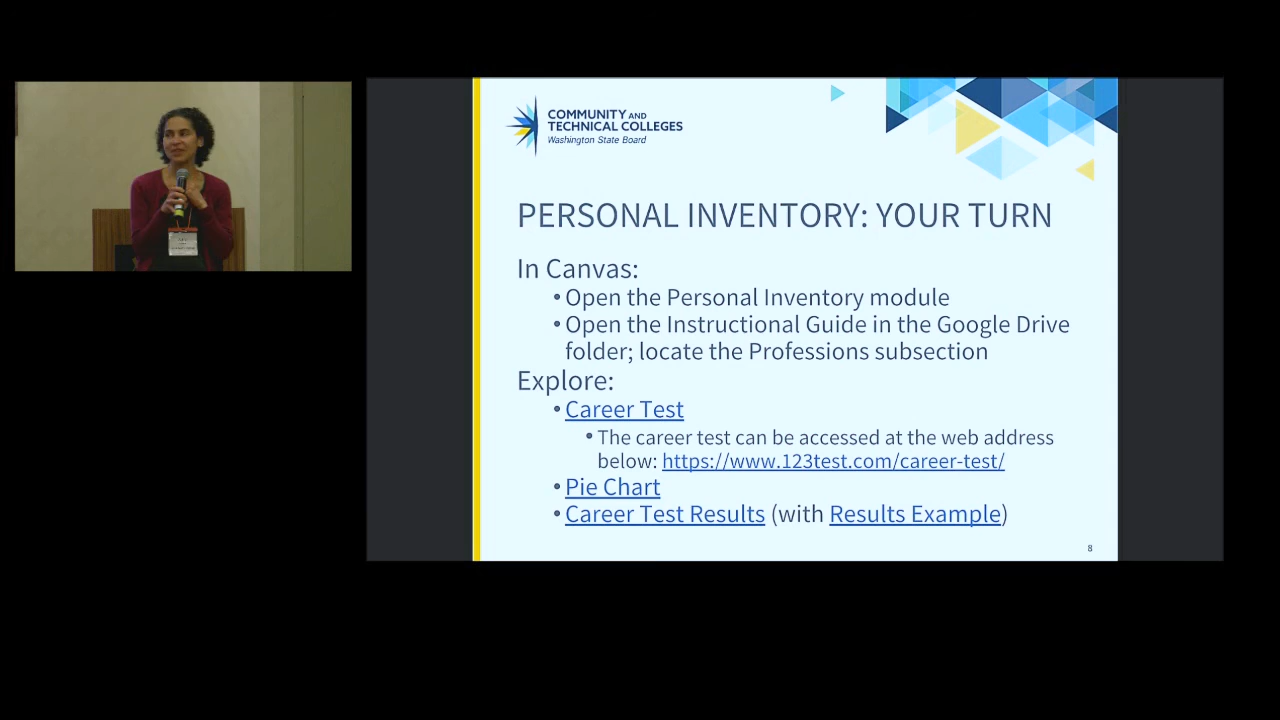 COMMUNITY AND
TECHNICAL COLLEGES
Washington State Board
PERSONAL INVENTORY: YOUR TURN
In Canvas:
•Open the Personal Inventory module
•Open the Instructional Guide in the Google Drive
folder; locate the Professions subsection
Explore:
•Career Test
•The career test can be accessed at the web address
below: https://www.123test.com/career-test/
•Pie Chart
•Career Test Results (with Results Example)
8